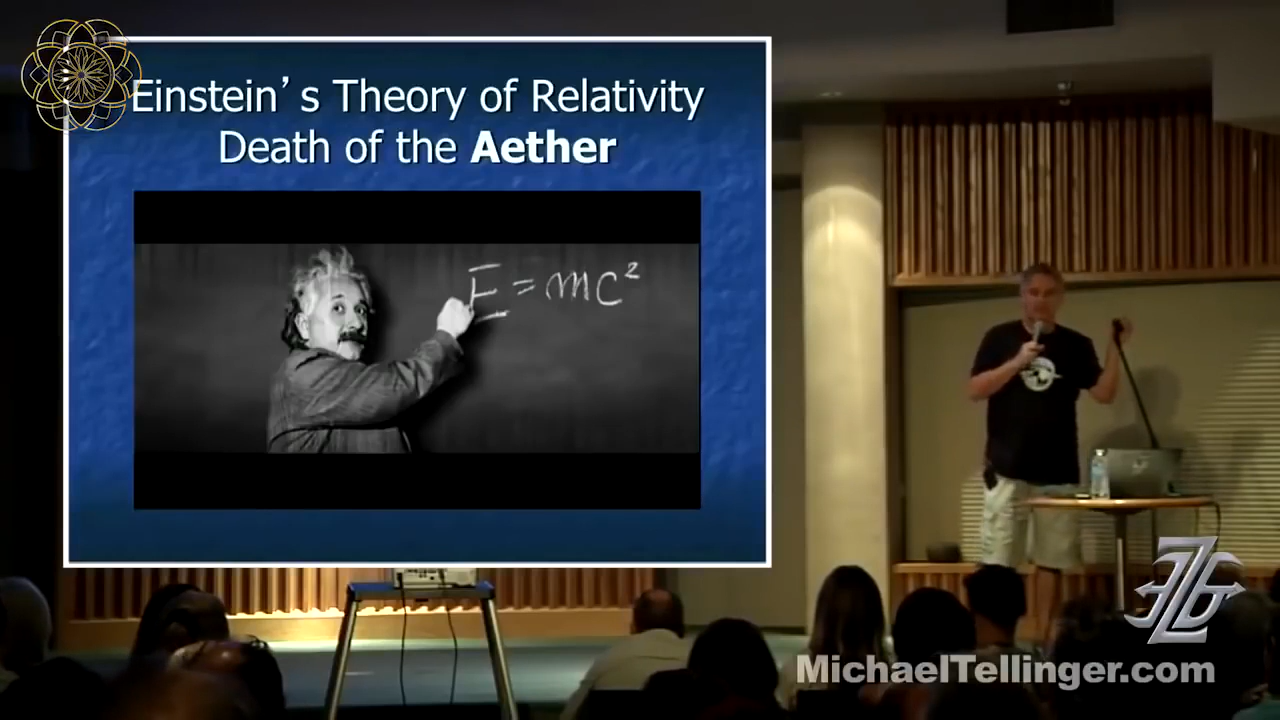 Einstein’s Theory of Relativity
Death of the Aether
E = mc²
MichaelTellinger.com